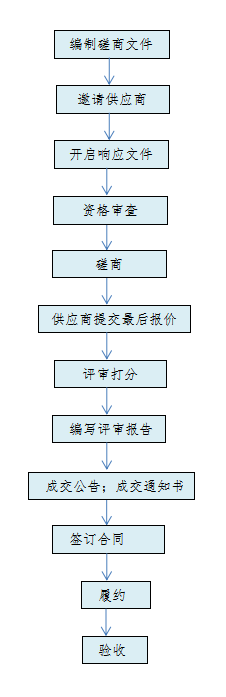 编制磋商文件
邀请供应商
开启响应文件
资格审查
磋商
供应商提交最后报价
评审打分
编写评审报告
成交公告；成交通知书
签订合同
履约
验收